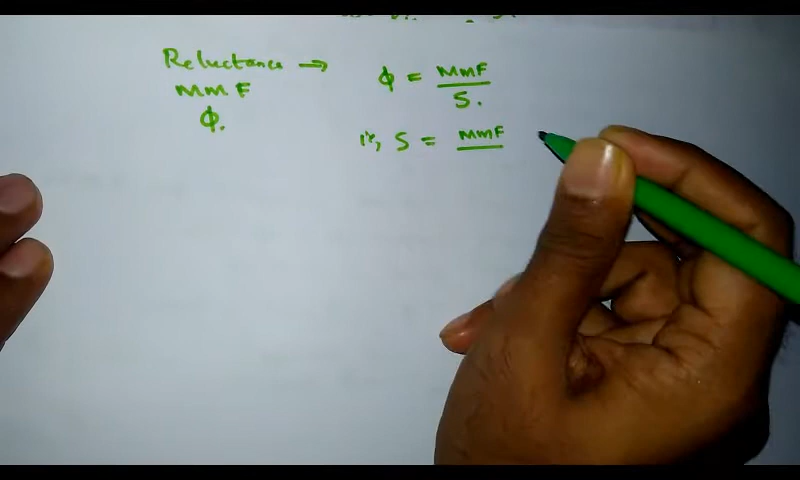 Reluctance → ϕ = MMF / S.
MMF
ϕ.
S = MMF